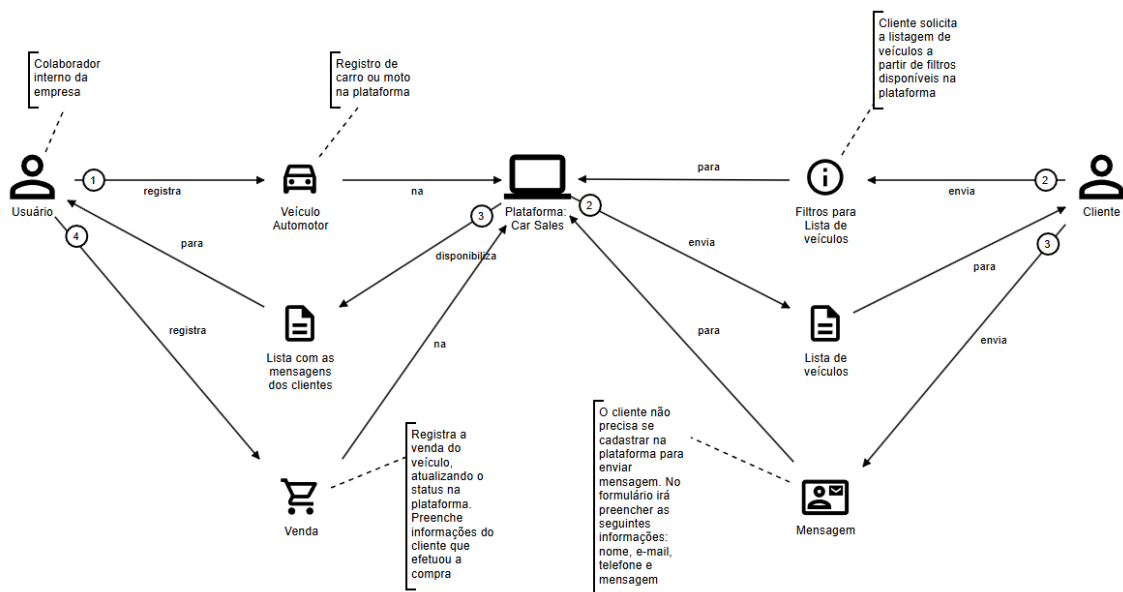 Colaborador
interno da
empresa
Registro de
carro ou moto
na plataforma
Cliente solicita
a listagem de
veículos a
partir de filtros
disponíveis na
plataforma
1
registra
na
para
2
envia
Usuário
Veículo
Automotor
Plataforma:
Car Sales
Filtros para
Lista de
veículos
Cliente
4
para
3
disponibiliza
2
envia
para
3
registra
na
para
envia
Lista com as
mensagens
dos clientes
Lista de
veículos
Registra a
venda do
veículo,
atualizando o
status na
plataforma.
Preenche
informações do
cliente que
efetuou a
compra
O cliente não
precisa se
cadastrar na
plataforma para
enviar
mensagem. No
formulário irá
preencher as
seguintes
informações:
nome, e-mail,
telefone e
mensagem
Venda
Mensagem